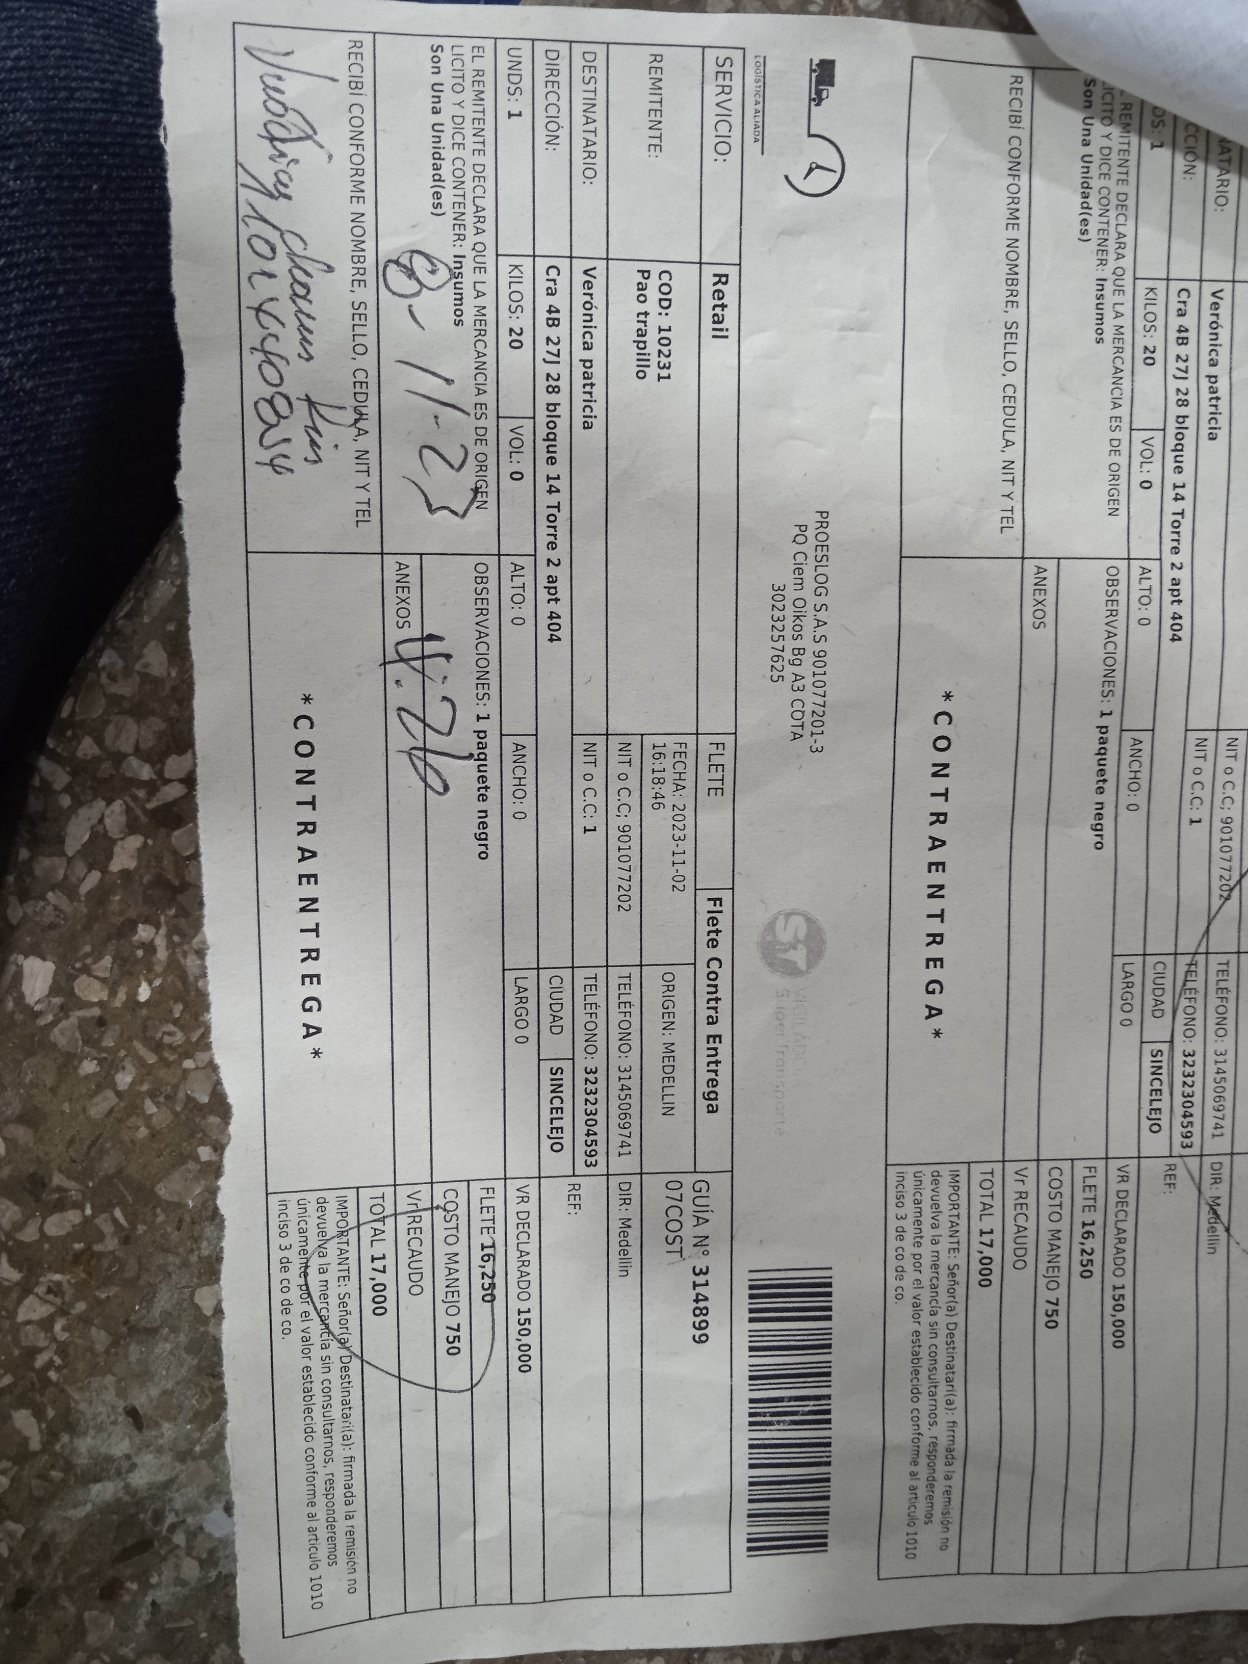 NATARIO:
Verónica patricia
NIT o C.C; 901077202
TELÉFONO: 3145069741
DIR: Medellin
CCIÓN:
Cra 4B 27J 28 bloque 14 Torre 2 apt 404
NIT o C.C: 1
TELÉFONO: 3232304593
REF:
DS: 1
KILOS: 20
VOL: 0
ALTO: 0
ANCHO: 0
LARGO 0
CIUDAD
SINCELEJO
VR DECLARADO 150,000
REMITENTE DECLARA QUE LA MERCANCIA ES DE ORIGEN
LICITO Y DICE CONTENER: Insumos
Son Una Unidad(es)
OBSERVACIONES: 1 paquete negro
FLETE 16,250
COSTO MANEJO 750
Vr RECAUDO
TOTAL 17,000
ANEXOS
RECIBÍ CONFORME NOMBRE, SELLO, CEDULA, NIT Y TEL
*CONTRAENTREGA*
IMPORTANTE: Señor(a) Destinatari(a): firmada la remisión no
devuelva la mercancía sin consultarnos, responderemos
únicamente por el valor establecido conforme al articulo 1010
inciso 3 de co de co.
LOGÍSTICA ALIADA
PROESLOG S.A.S 901077201-3
PQ Ciem Oikos Bg A3 COTA
3023257625
VIGILADO
SuperTransporte
SERVICIO:
Retail
FLETE
Flete Contra Entrega
GUÍA N° 314899
07COST
REMITENTE:
COD: 10231
Pao trapillo
FECHA: 2023-11-02
16:18:46
ORIGEN: MEDELLIN
NIT o C.C; 901077202
TELÉFONO: 3145069741
DIR: Medellin
DESTINATARIO:
Verónica patricia
NIT o C.C: 1
TELÉFONO: 3232304593
REF:
DIRECCIÓN:
Cra 4B 27J 28 bloque 14 Torre 2 apt 404
CIUDAD
SINCELEJO
UNDS: 1
KILOS: 20
VOL: 0
ALTO: 0
ANCHO: 0
LARGO 0
VR DECLARADO 150,000
EL REMITENTE DECLARA QUE LA MERCANCIA ES DE ORIGEN
LICITO Y DICE CONTENER: Insumos
Son Una Unidad(es)
OBSERVACIONES: 1 paquete negro
FLETE 16,250
COSTO MANEJO 750
Vr RECAUDO
TOTAL 17,000
8-11-23
ANEXOS
4:26
RECIBÍ CONFORME NOMBRE, SELLO, CEDULA, NIT Y TEL
*CONTRAENTREGA*
IMPORTANTE: Señor(a) Destinatari(a): firmada la remisión no
devuelva la mercancía sin consultarnos, responderemos
únicamente por el valor establecido conforme al articulo 1010
inciso 3 de co de co.